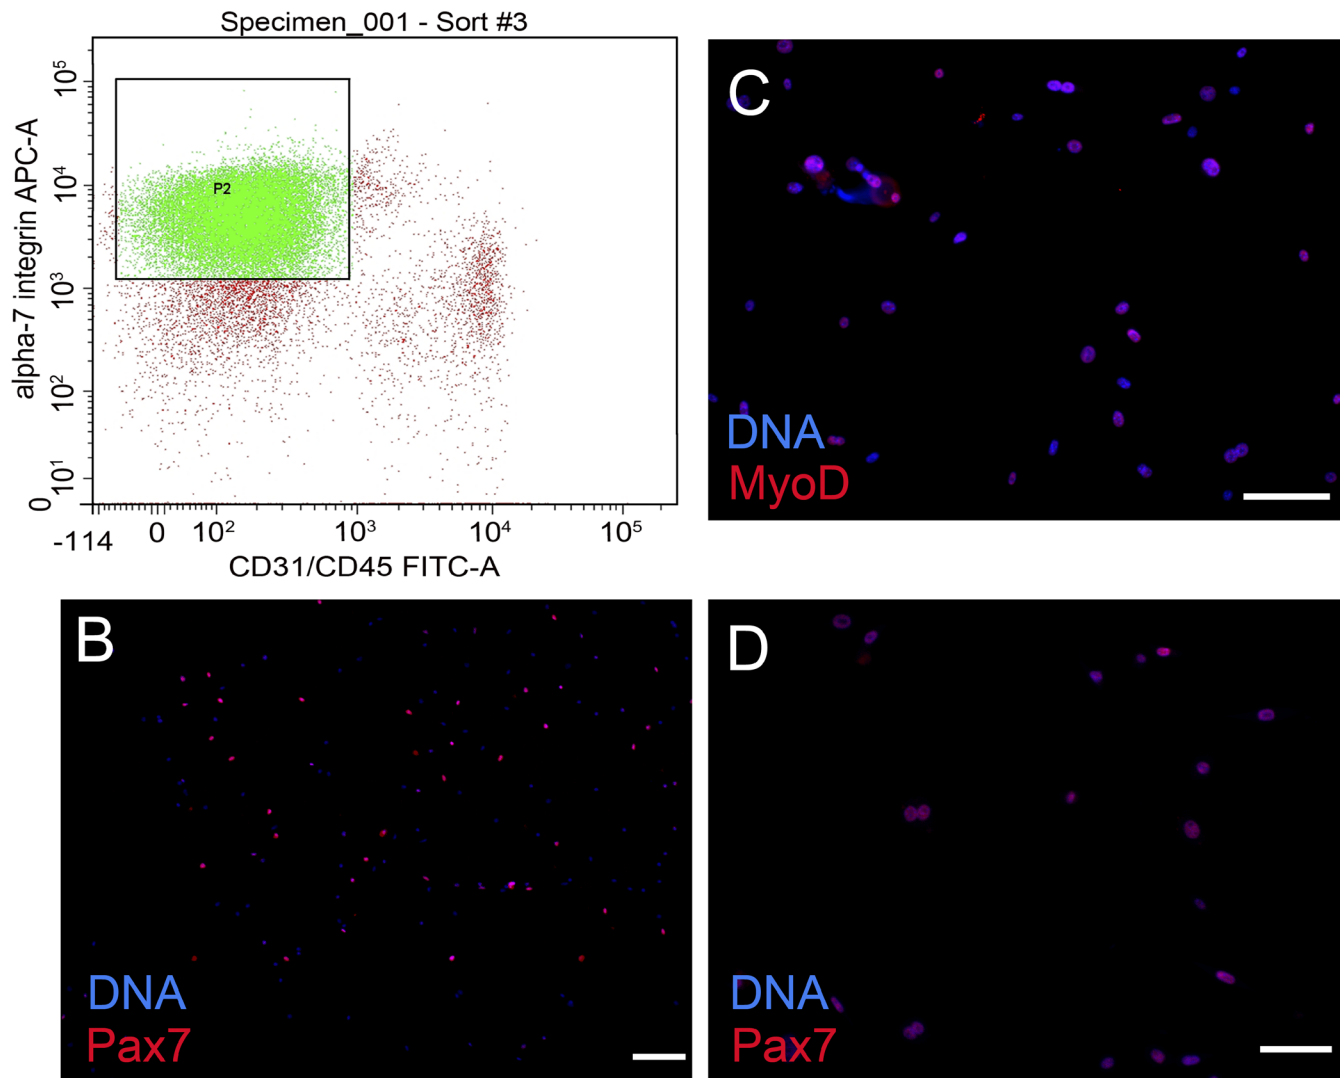 Specimen_001 - Sort #3
alpha-7 integrin APC-A
10⁵
10⁴
10³
10²
10¹
0
P2
-114
0
10²
10³
10⁴
10⁵
CD31/CD45 FITC-A
C
DNA
MyoD
B
DNA
Pax7
D
DNA
Pax7